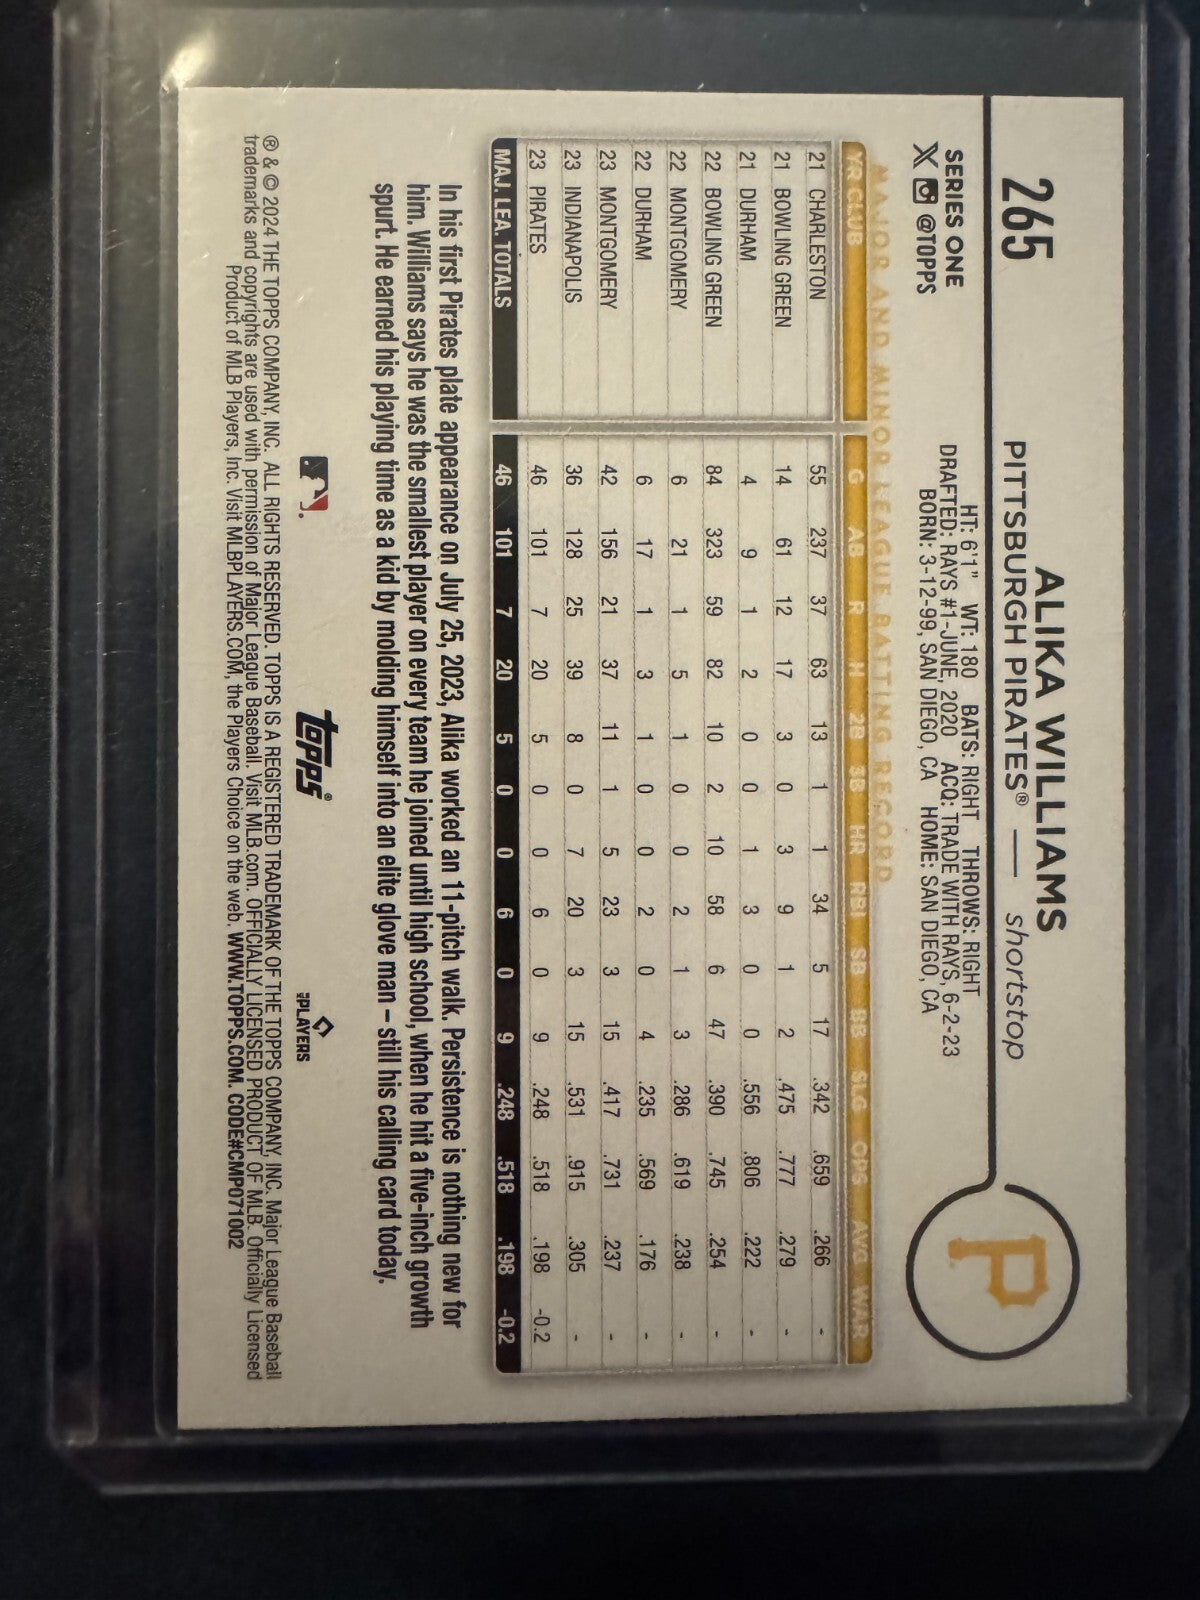 265
ALIKA WILLIAMS
PITTSBURGH PIRATES® — shortstop
P
SERIES ONE
@TOPPS
HT: 6'1" WT: 180 BATS: RIGHT THROWS: RIGHT
DRAFTED: RAYS #1-JUNE, 2020 ACQ: TRADE WITH RAYS, 6-2-23
BORN: 3-12-99, SAN DIEGO, CA HOME: SAN DIEGO, CA
MAJOR AND MINOR LEAGUE BATTING RECORD
YR CLUB G AB R H 2B 3B HR RBI SB BB SLG OPS AVG WAR
21 CHARLESTON 55 237 37 63 13 1 1 34 5 17 .342 .659 .266 -
21 BOWLING GREEN 14 61 12 17 3 0 3 9 1 2 .475 .777 .279 -
21 DURHAM 4 9 1 2 0 0 1 3 0 0 .556 .806 .222 -
22 BOWLING GREEN 84 323 59 82 10 2 10 58 6 47 .390 .745 .254 -
22 MONTGOMERY 6 21 1 5 1 0 0 2 1 3 .286 .619 .238 -
22 DURHAM 6 17 1 3 1 0 0 2 0 4 .235 .569 .176 -
23 MONTGOMERY 42 156 21 37 11 1 5 23 3 15 .417 .731 .237 -
23 INDIANAPOLIS 36 128 25 39 8 0 7 20 3 15 .531 .915 .305 -
23 PIRATES 46 101 7 20 5 0 0 6 0 9 .248 .518 .198 -0.2
MAJ. LEA. TOTALS 46 101 7 20 5 0 0 6 0 9 .248 .518 .198 -0.2
In his first Pirates plate appearance on July 25, 2023, Alika worked an 11-pitch walk. Persistence is nothing new for
him. Williams says he was the smallest player on every team he joined until high school, when he hit a five-inch growth
spurt. He earned his playing time as a kid by molding himself into an elite glove man – still his calling card today.
topps®
PLAYERS
® & © 2024 THE TOPPS COMPANY, INC. ALL RIGHTS RESERVED. TOPPS IS A REGISTERED TRADEMARK OF THE TOPPS COMPANY, INC. Major League Baseball
trademarks and copyrights are used with permission of Major League Baseball. Visit MLB.com. OFFICIALLY LICENSED PRODUCT OF MLB. Officially Licensed
Product of MLB Players, Inc. Visit MLBPLAYERS.COM, the Players Choice on the web. WWW.TOPPS.COM. CODE#CMP071002